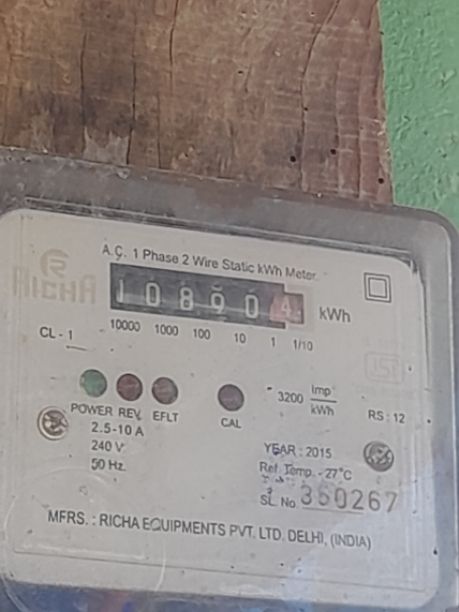 A.C. 1 Phase 2 Wire Static kWh Meter.
RICHA
1 0 8 9 0 4 kWh
10000 1000 100 10 1 1/10
CL - 1
3200 Imp/kWh
RS : 12
POWER REV. EFLT
CAL
2.5-10 A
240 V
50 Hz.
YEAR : 2015
Ref. Temp. - 27°C
SL. No. 350267
MFRS. : RICHA EQUIPMENTS PVT. LTD. DELHI, (INDIA)